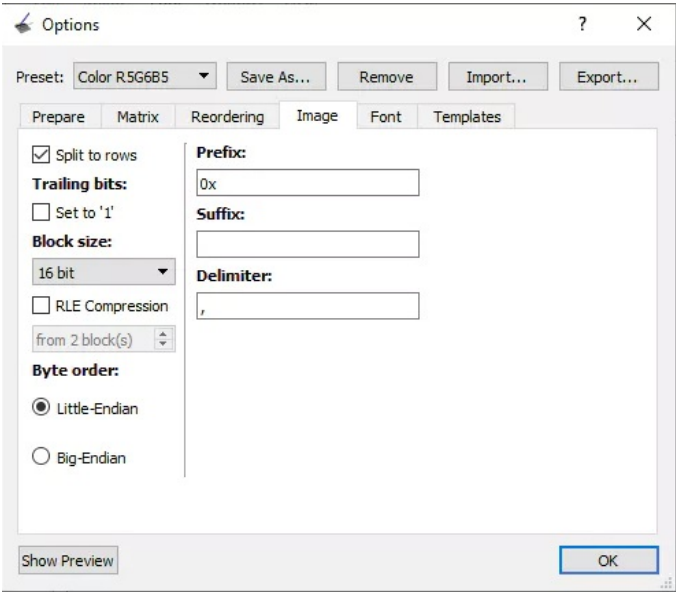 Options
?
Preset: Color R5G6B5 Save As... Remove Import... Export...
Prepare Matrix Reordering Image Font Templates
Split to rows
Trailing bits:
Set to '1'
Block size:
16 bit
RLE Compression
from 2 block(s)
Byte order:
Little-Endian
Big-Endian
Prefix:
0x
Suffix:
Delimiter:
,
Show Preview OK